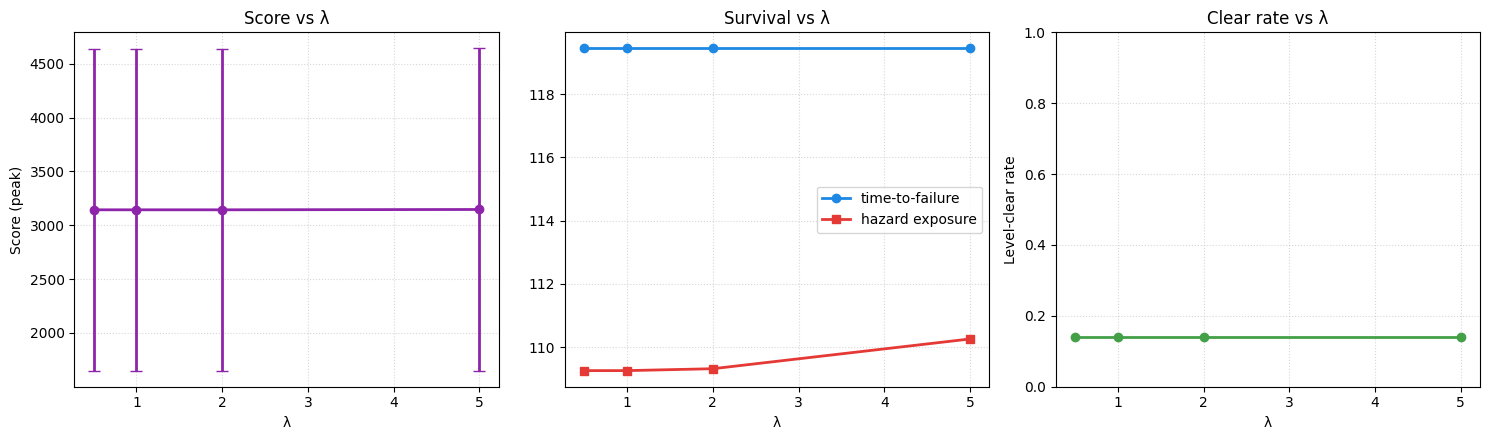 Score vs λ
Score (peak)
4500
4000
3500
3000
2500
2000
1 2 3 4 5
λ
Survival vs λ
118
116
114
112
110
time-to-failure
hazard exposure
1 2 3 4 5
λ
Clear rate vs λ
Level-clear rate
1.0
0.8
0.6
0.4
0.2
0.0
1 2 3 4 5
λ